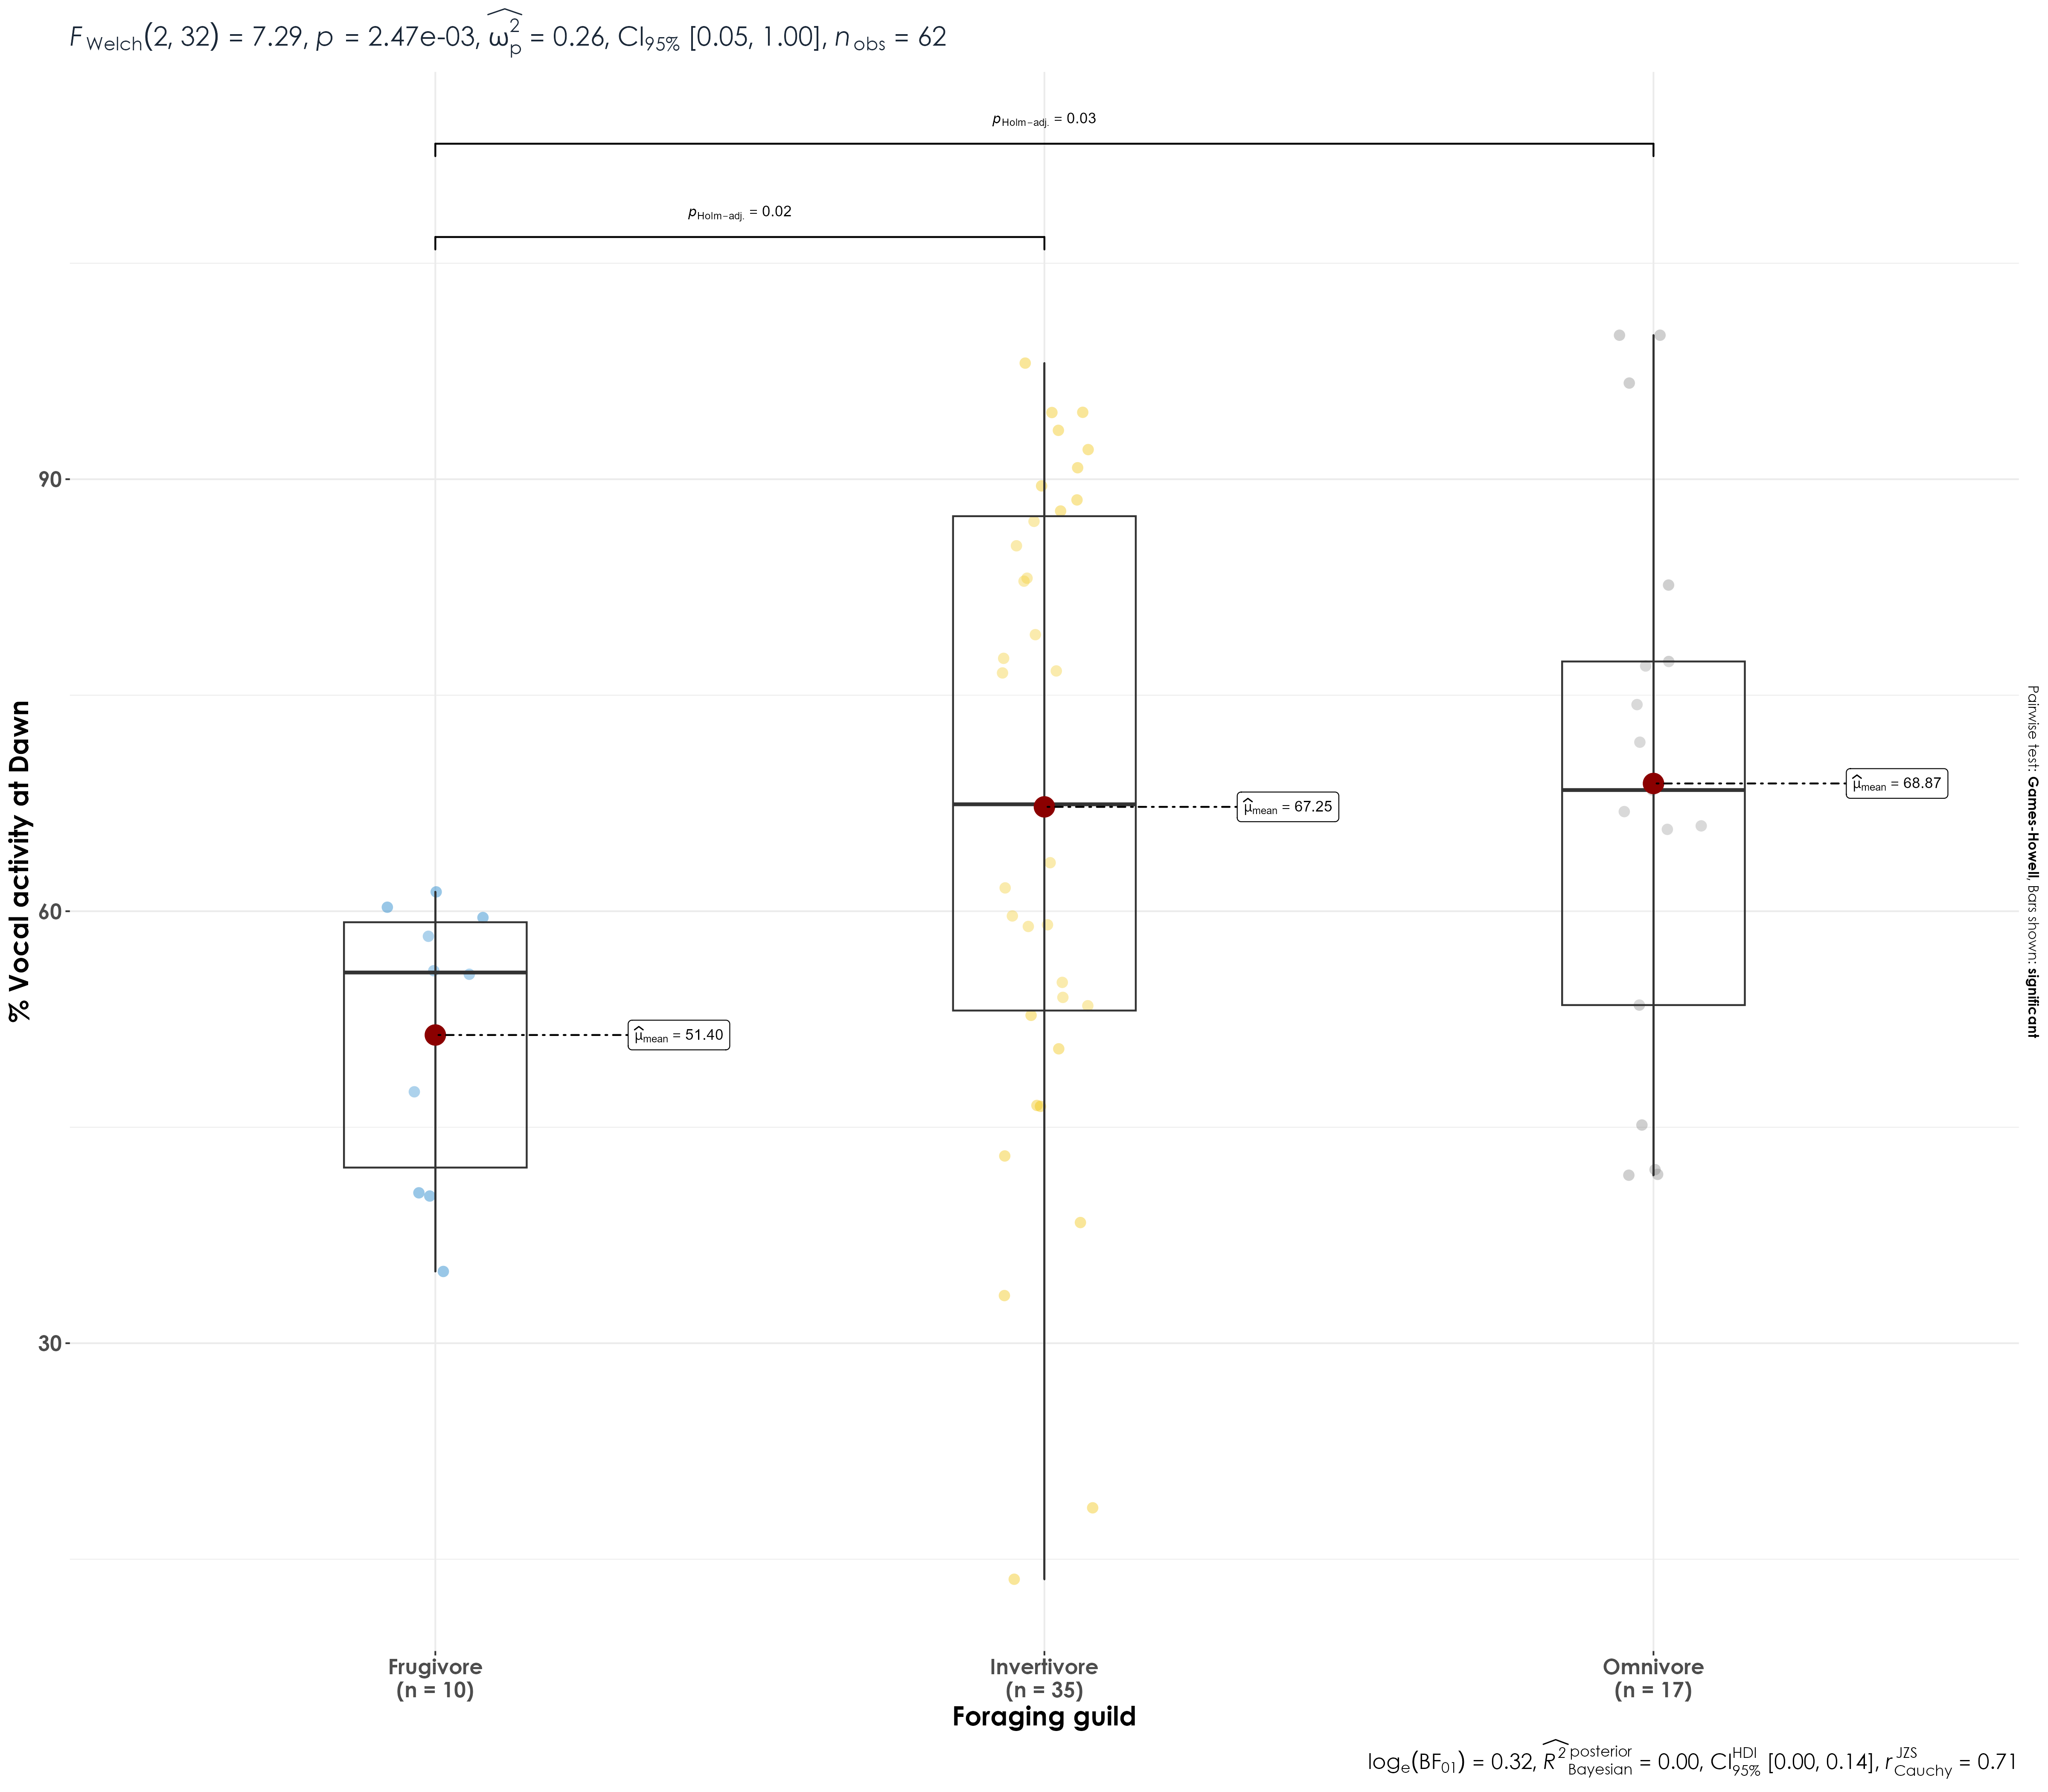 F Welch(2, 32) = 7.29, p = 2.47e-03, ω̂²p = 0.26, CI95% [0.05, 1.00], nobs = 62
pHolm−adj. = 0.03
pHolm−adj. = 0.02
90
60
30
% Vocal activity at Dawn
μ̂mean = 51.40
μ̂mean = 67.25
μ̂mean = 68.87
Pairwise test: Games-Howell, Bars shown: significant
Frugivore
(n = 10)
Invertivore
(n = 35)
Omnivore
(n = 17)
Foraging guild
loge(BF01) = 0.32, R̂² posterior Bayesian = 0.00, CI HDI 95% [0.00, 0.14], r JZS Cauchy = 0.71